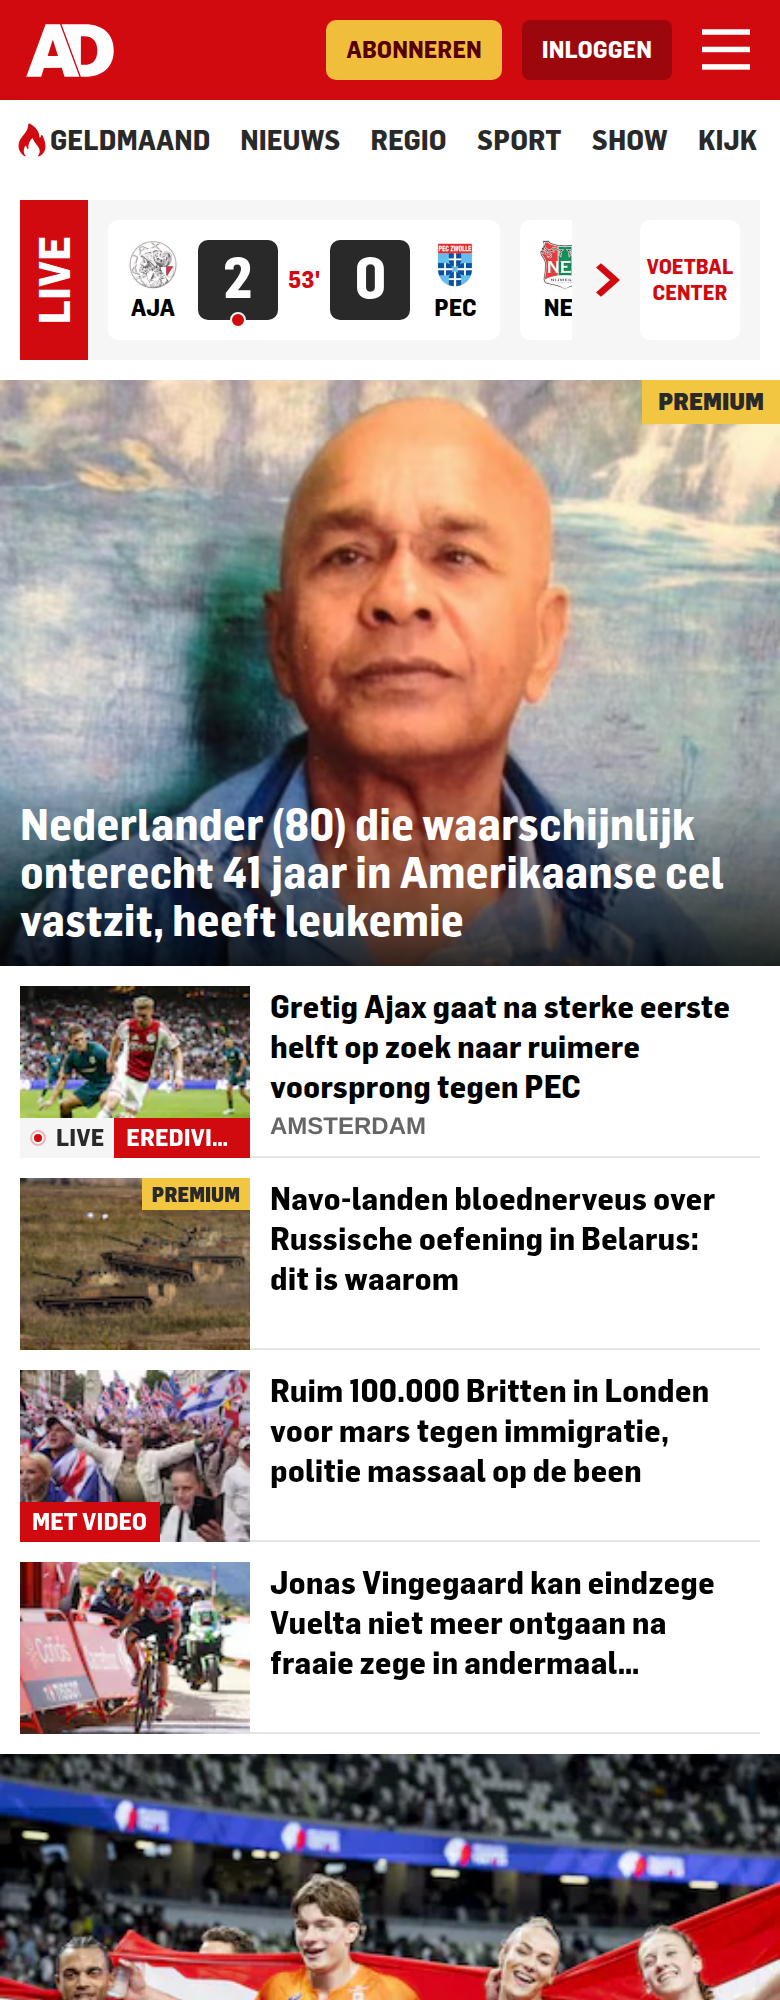 AD
ABONNEREN
INLOGGEN
GELDMAAND NIEUWS REGIO SPORT SHOW KIJK
LIVE
AJA
2
53'
0
PEC ZWOLLE
PEC
NE
VOETBAL
CENTER
PREMIUM
Nederlander (80) die waarschijnlijk
onterecht 41 jaar in Amerikaanse cel
vastzit, heeft leukemie
Gretig Ajax gaat na sterke eerste
helft op zoek naar ruimere
voorsprong tegen PEC
AMSTERDAM
LIVE
EREDIVI...
PREMIUM
Navo-landen bloednerveus over
Russische oefening in Belarus:
dit is waarom
Ruim 100.000 Britten in Londen
voor mars tegen immigratie,
politie massaal op de been
MET VIDEO
Jonas Vingegaard kan eindzege
Vuelta niet meer ontgaan na
fraaie zege in andermaal...